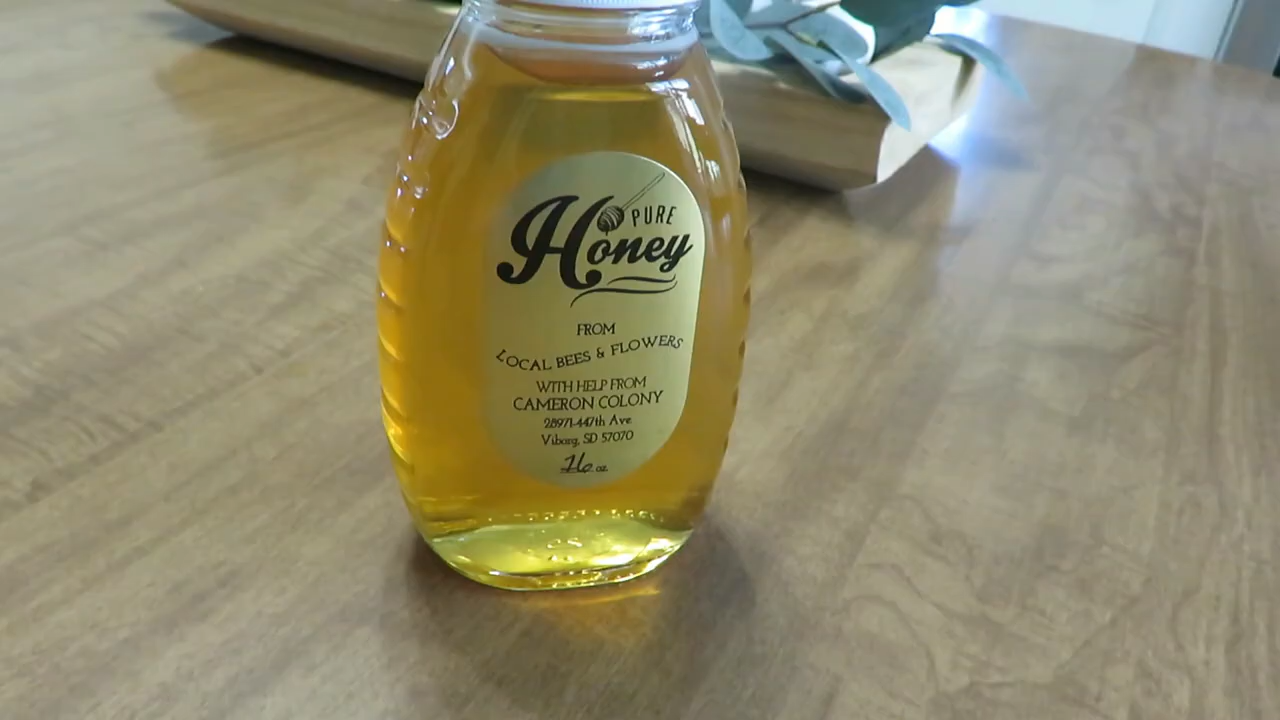 PURE
Honey
FROM
LOCAL BEES & FLOWERS
WITH HELP FROM
CAMERON COLONY
28971-447th Ave
Viborg, SD 57070
16 oz